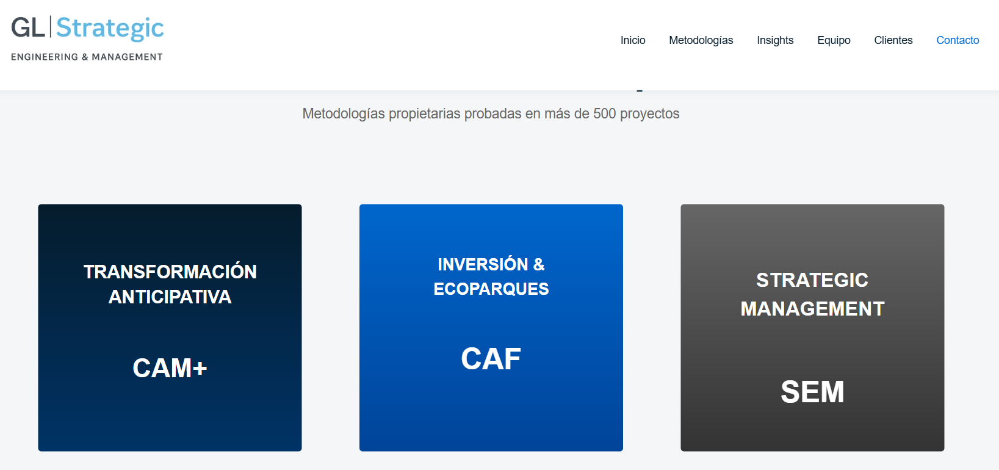 GL|Strategic
ENGINEERING & MANAGEMENT
Inicio
Metodologías
Insights
Equipo
Clientes
Contacto
Metodologías propietarias probadas en más de 500 proyectos
TRANSFORMACIÓN
ANTICIPATIVA
CAM+
INVERSIÓN &
ECOPARQUES
CAF
STRATEGIC
MANAGEMENT
SEM